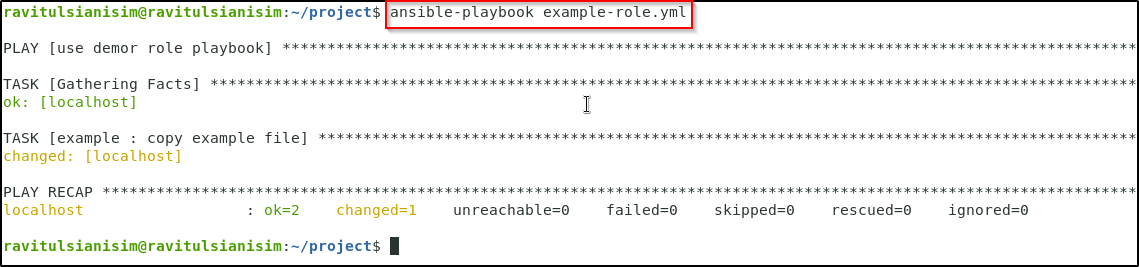 ravitulsianisim@ravitulsianisim:~/project$ ansible-playbook example-role.yml
PLAY [use demor role playbook] ***********************************************************************************************
TASK [Gathering Facts] *******************************************************************************************************
ok: [localhost]
TASK [example : copy example file] *******************************************************************************************
changed: [localhost]
PLAY RECAP *******************************************************************************************************************
localhost                  : ok=2    changed=1    unreachable=0    failed=0    skipped=0    rescued=0    ignored=0
ravitulsianisim@ravitulsianisim:~/project$